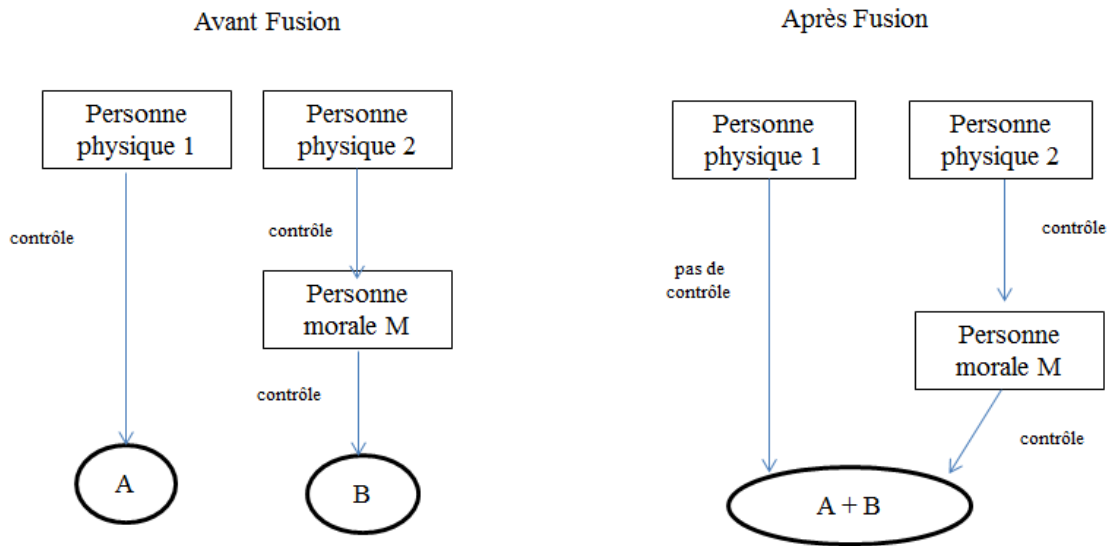 Avant Fusion
Personne
physique 1
Personne
physique 2
contrôle
contrôle
Personne
morale M
contrôle
A
B
Après Fusion
Personne
physique 1
Personne
physique 2
contrôle
pas de
contrôle
Personne
morale M
contrôle
A + B